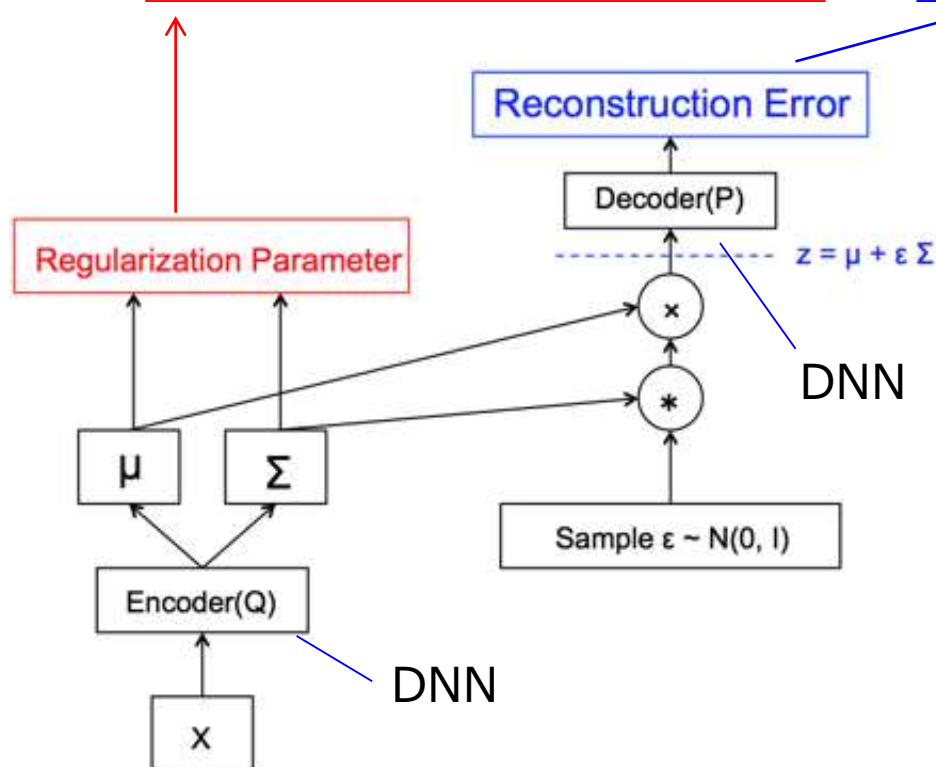 Reconstruction Error
Decoder(P)
z = μ + ε Σ
Regularization Parameter
×
DNN
*
μ
Σ
Sample ε ~ N(0, I)
Encoder(Q)
DNN
x